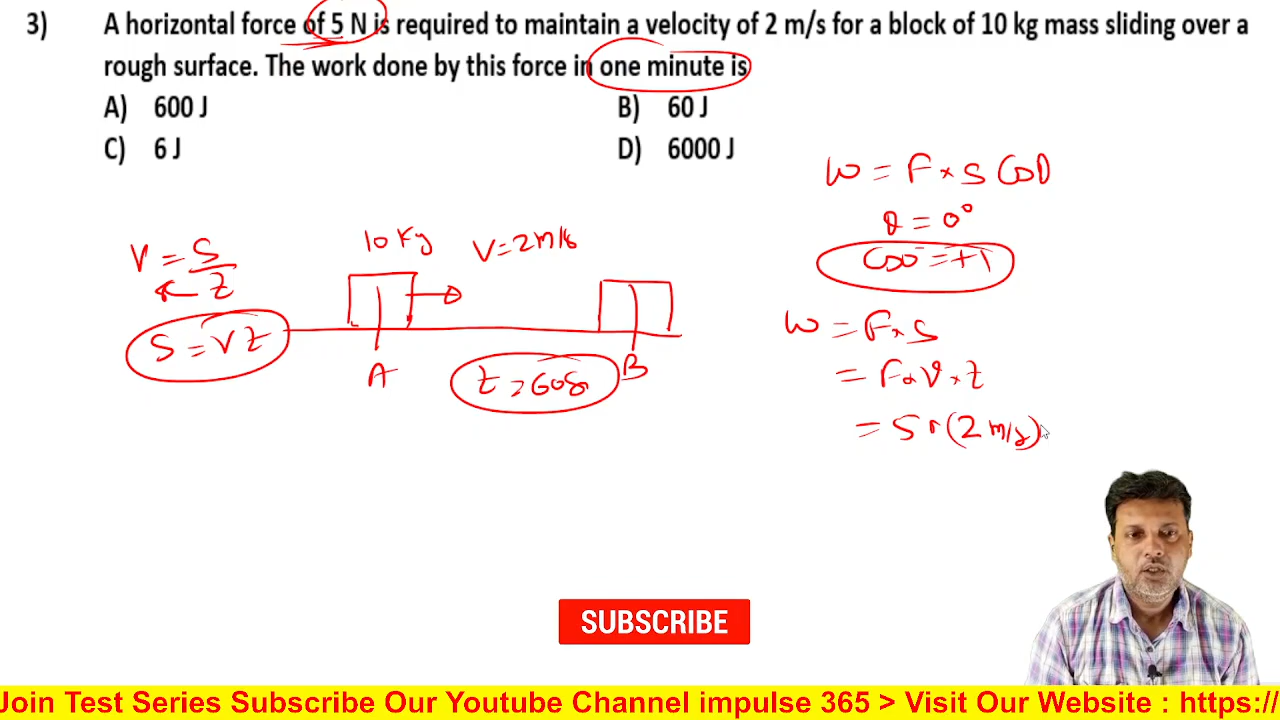 3) A horizontal force of 5 N is required to maintain a velocity of 2 m/s for a block of 10 kg mass sliding over a
rough surface. The work done by this force in one minute is
A) 600 J B) 60 J
C) 6 J D) 6000 J
W = F × S cosθ
θ = 0°
cos0 = +1
V = S/t
S = Vt
10 kg V = 2 m/s
A t = 60s B
W = F × S
= F × V × t
= 5 × (2 m/s)
SUBSCRIBE
Join Test Series Subscribe Our Youtube Channel impulse 365 > Visit Our Website : https://